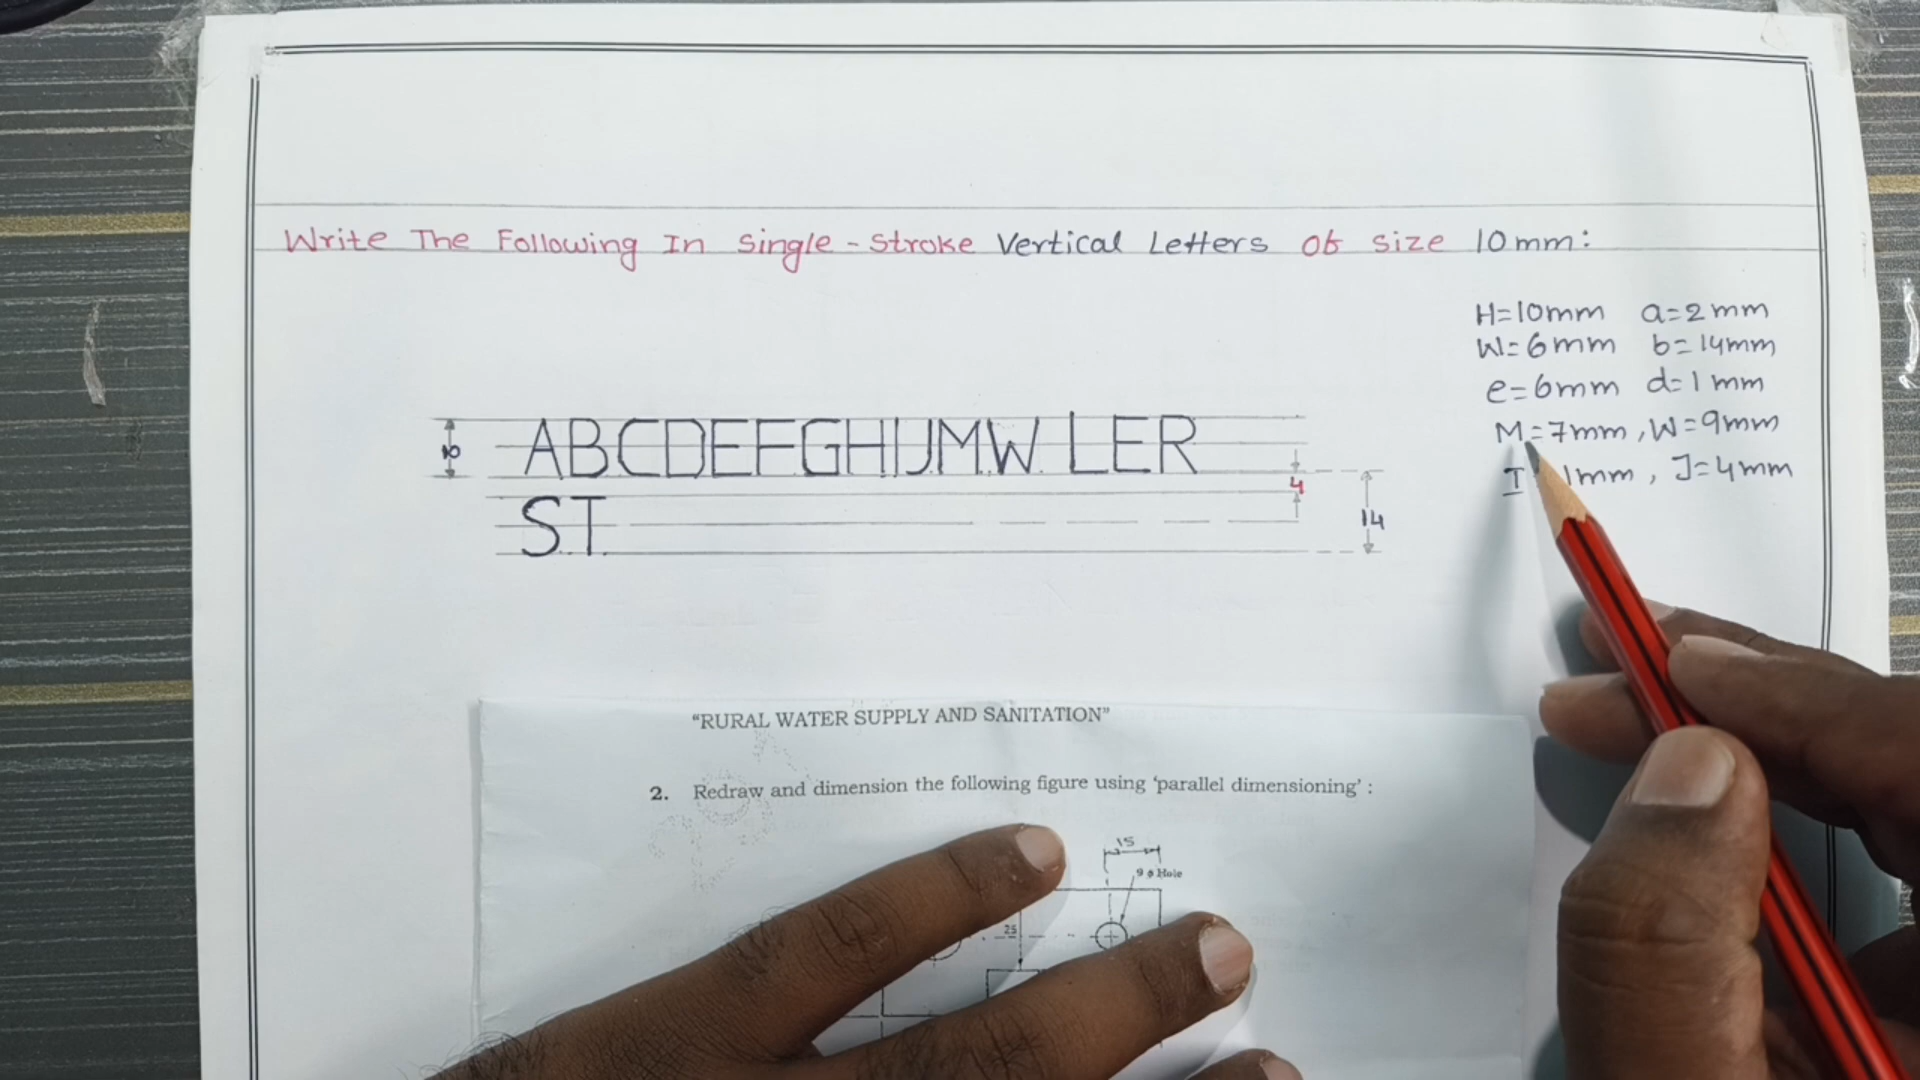 Write The Following In Single-Stroke Vertical Letters Of Size 10mm:
H=10mm a=2mm
W=6mm b=14mm
e=6mm d=1mm
M=7mm, W=9mm
I 1mm, J=4mm
10 ABCDEFGHIJMW LER
4
ST
14
“RURAL WATER SUPPLY AND SANITATION”
2. Redraw and dimension the following figure using ‘parallel dimensioning’ :
15
9 ø Hole
25